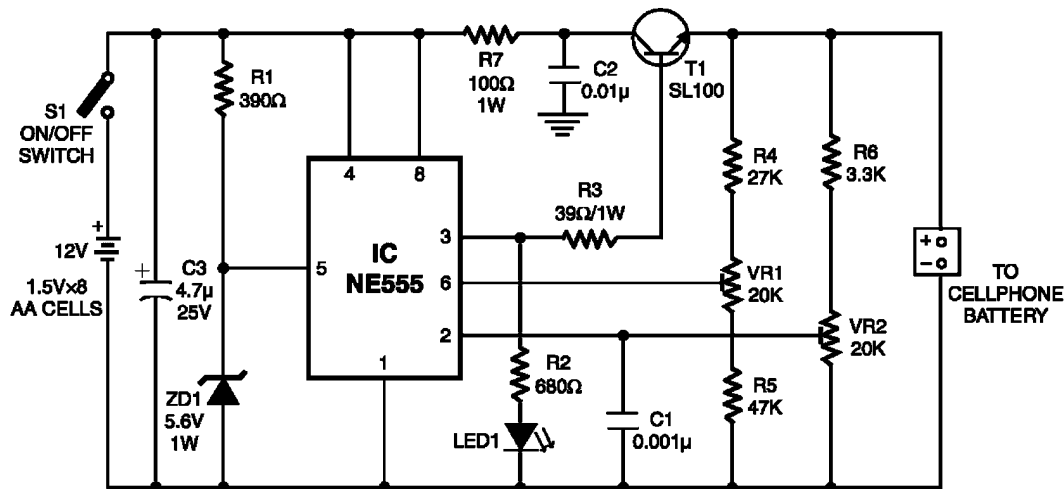 S1
ON/OFF
SWITCH
+
12V
1.5V×8
AA CELLS
+
C3
4.7µ
25V
R1
390Ω
ZD1
5.6V
1W
4
8
IC
NE555
5
3
6
2
1
R7
100Ω
1W
C2
0.01µ
T1
SL100
R3
39Ω/1W
R2
680Ω
LED1
C1
0.001µ
R4
27K
VR1
20K
R5
47K
R6
3.3K
VR2
20K
+
-
TO
CELLPHONE
BATTERY